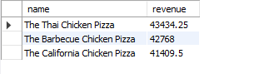 name revenue
The Thai Chicken Pizza 43434.25
The Barbecue Chicken Pizza 42768
The California Chicken Pizza 41409.5